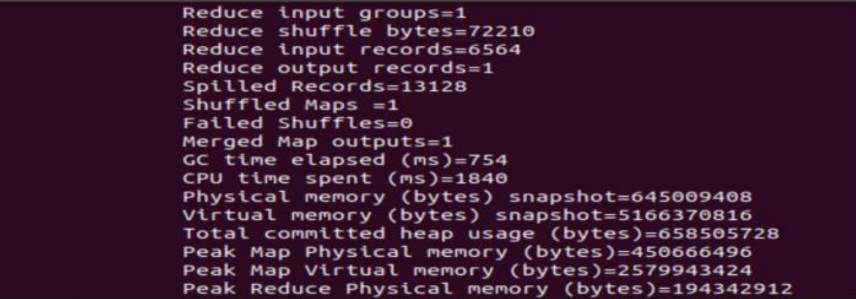 Reduce input groups=1
Reduce shuffle bytes=72210
Reduce input records=6564
Reduce output records=1
Spilled Records=13128
Shuffled Maps =1
Failed Shuffles=0
Merged Map outputs=1
GC time elapsed (ms)=754
CPU time spent (ms)=1840
Physical memory (bytes) snapshot=645009408
Virtual memory (bytes) snapshot=5166370816
Total committed heap usage (bytes)=658505728
Peak Map Physical memory (bytes)=450666496
Peak Map Virtual memory (bytes)=2579943424
Peak Reduce Physical memory (bytes)=194342912